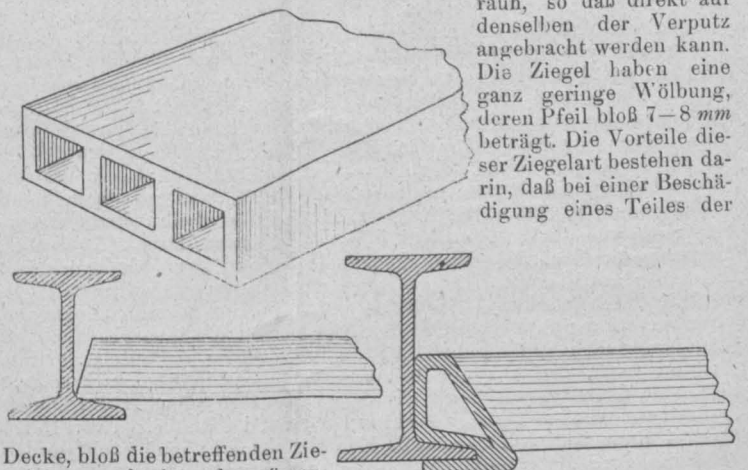 so daß direkt auf
denselben der Verputz
angebracht werden kann.
Die Ziegel haben eine
ganz geringe Wölbung,
deren Pfeil bloß 7—8 mm
beträgt. Die Vorteile die-
ser Ziegelart bestehen da-
rin, daß bei einer Beschä-
digung eines Teiles der
Decke, bloß die betreffenden Zie-